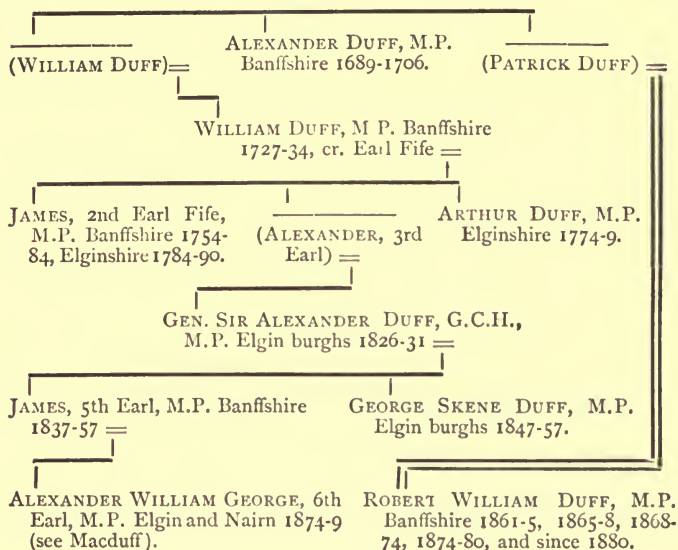 ALEXANDER DUFF, M.P.
(WILLIAM DUFF)= Banffshire 1689-1706. (PATRICK DUFF) =
WILLIAM DUFF, M P. Banffshire
1727-34, cr. Earl Fife =
JAMES, 2nd Earl Fife,
M.P. Banffshire 1754-
84, Elginshire 1784-90.
(ALEXANDER, 3rd
Earl) =
ARTHUR DUFF, M.P.
Elginshire 1774-9.
GEN. SIR ALEXANDER DUFF, G.C.H.,
M.P. Elgin burghs 1826-31 =
JAMES, 5th Earl, M.P. Banffshire
1837-57 =
GEORGE SKENE DUFF, M.P.
Elgin burghs 1847-57.
ALEXANDER WILLIAM GEORGE, 6th
Earl, M.P. Elgin and Nairn 1874-9
(see Macduff).
ROBERT WILLIAM DUFF, M.P.
Banffshire 1861-5, 1865-8, 1868-
74, 1874-80, and since 1880.